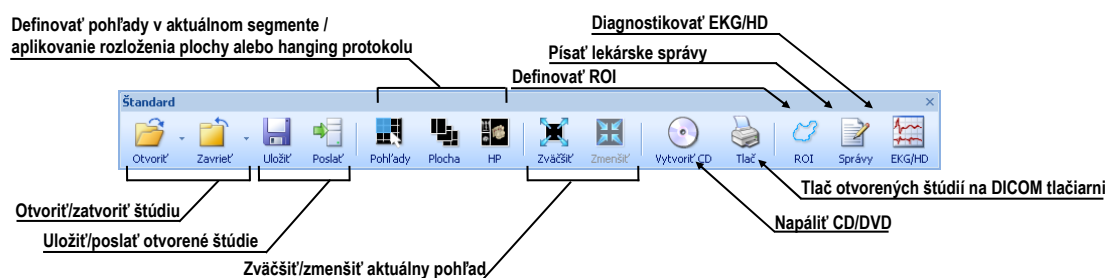 Definovať pohľady v aktuálnom segmente /
aplikovanie rozloženia plochy alebo hanging protokolu
Diagnostikovať EKG/HD
Písať lekárske správy
Definovať ROI
Štandard
Otvoriť
Zavrieť
Uložiť
Poslať
Pohľady
Plocha
HP
Zväčšiť
Zmenšiť
Vytvoriť CD
Tlač
ROI
Správy
EKG/HD
Tlač otvorených štúdií na DICOM tlačiarni
Otvoriť/zatvoriť štúdiu
Napáliť CD/DVD
Uložiť/poslať otvorené štúdie
Zväčšiť/zmenšiť aktuálny pohľad